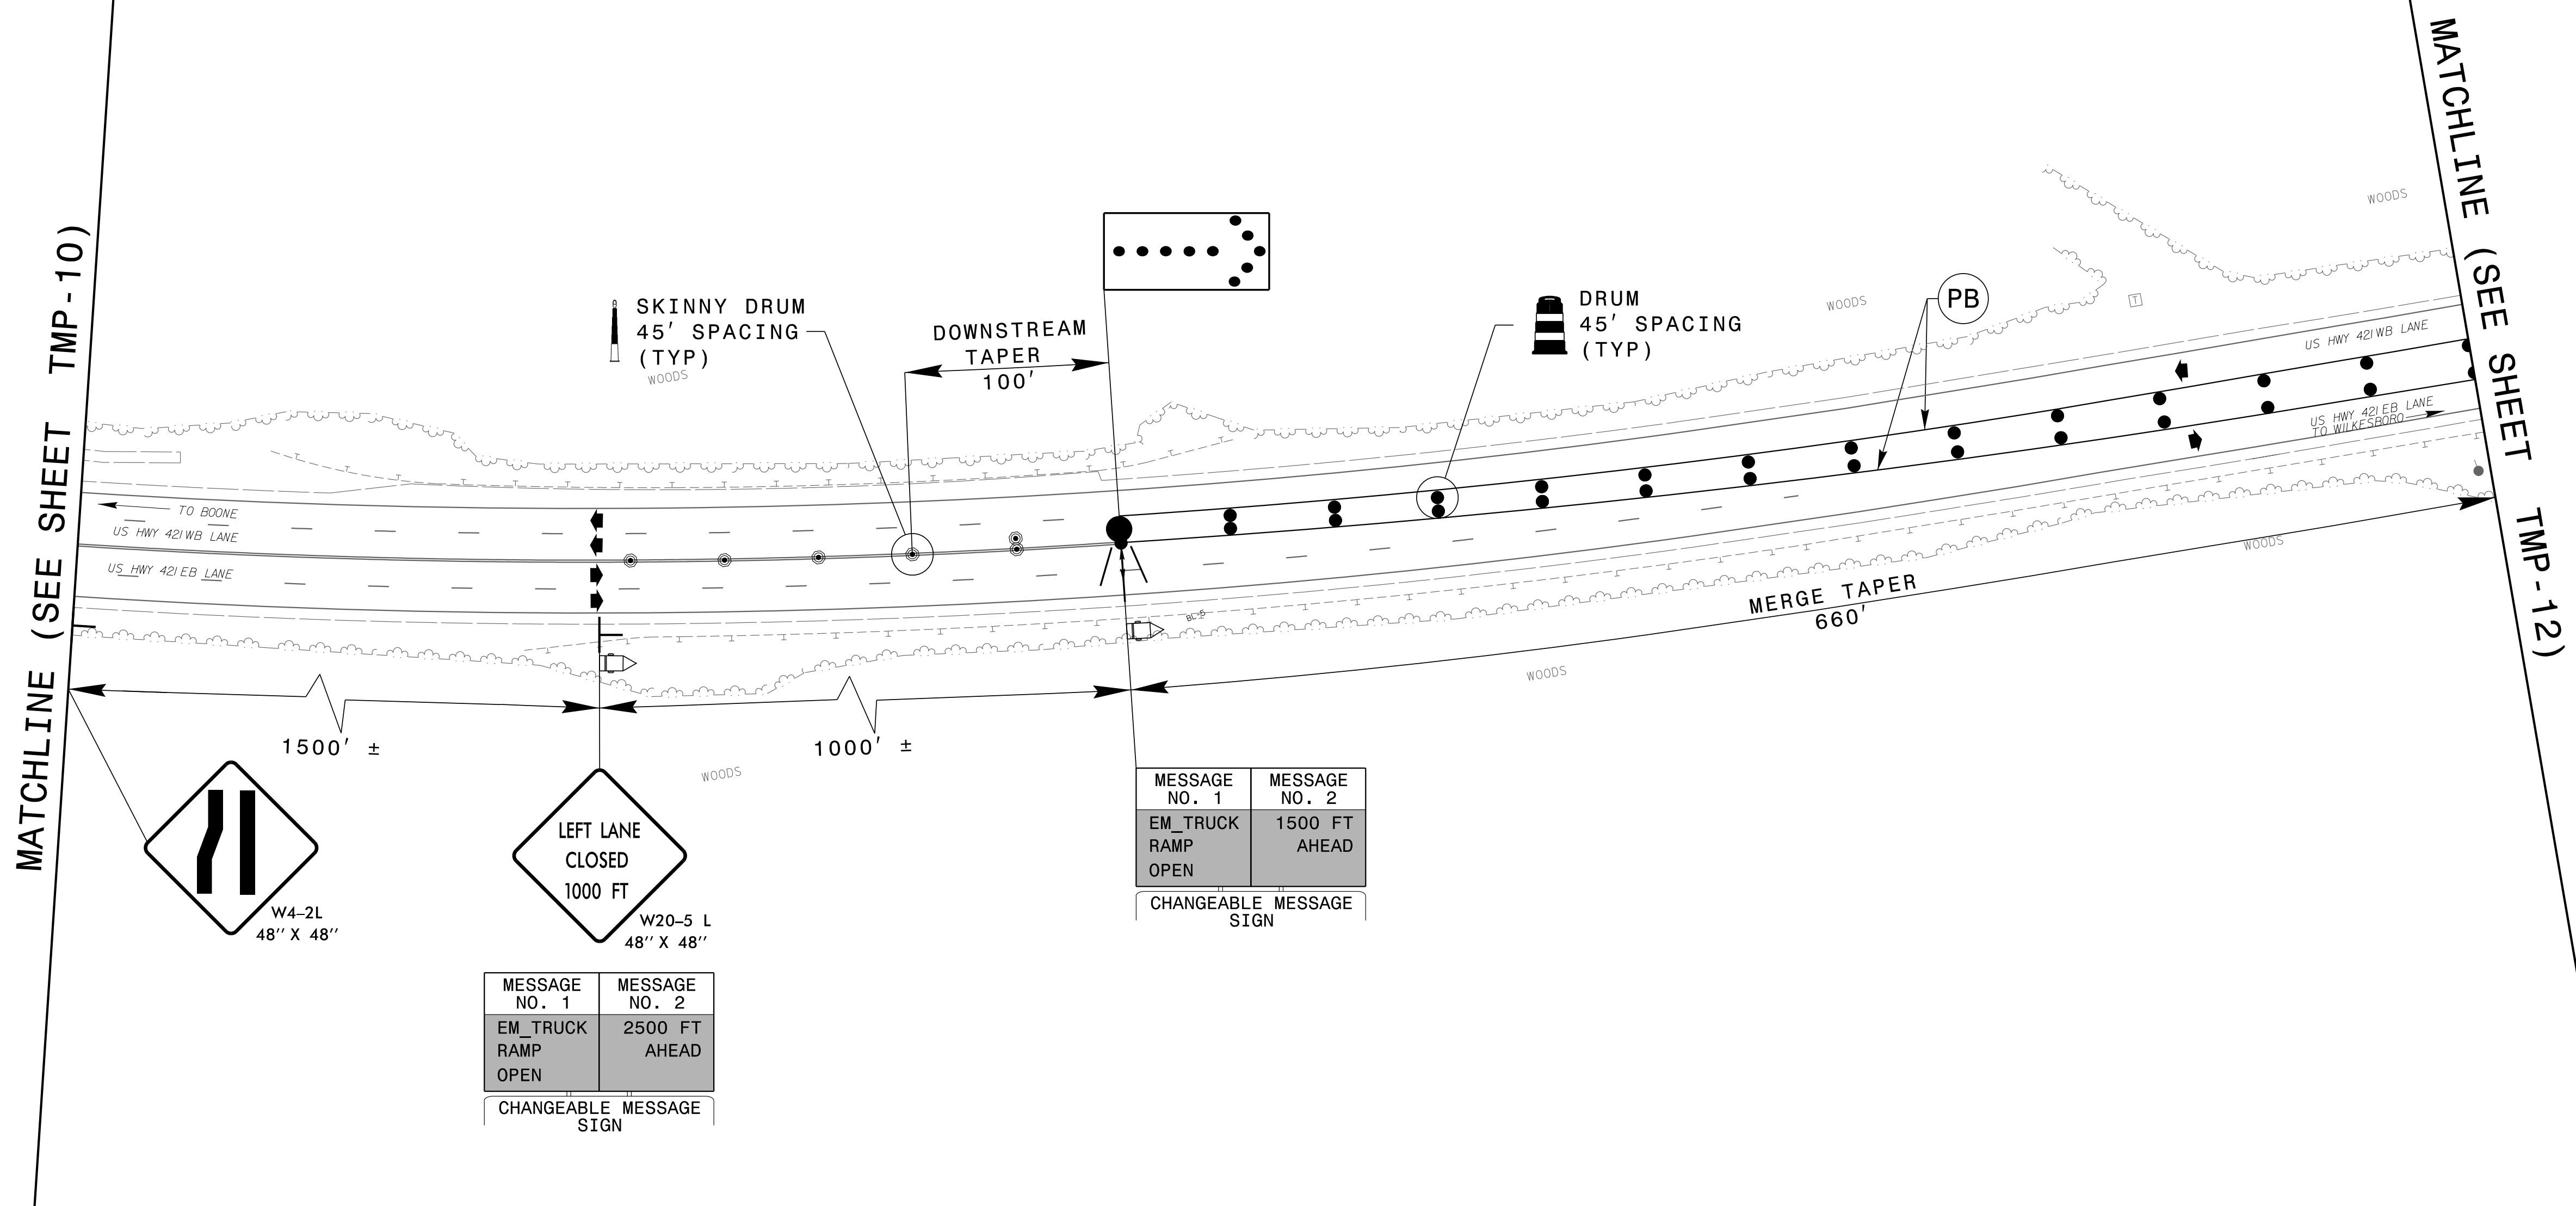 MATCHLINE (SEE SHEET TMP-10)
MATCHLINE (SEE SHEET TMP-12)
WOODS
SKINNY DRUM
45' SPACING
(TYP)
WOODS
DOWNSTREAM
TAPER
100'
DRUM
45' SPACING
(TYP)
WOODS
PB
T
US HWY 421 WB LANE
US HWY 421 EB LANE
TO WILKESBORO
TO BOONE
US HWY 421 WB LANE
US HWY 421 EB LANE
BL-5
WOODS
MERGE TAPER
660'
WOODS
1500' ±
1000' ±
WOODS
W4-2L
48" X 48"
LEFT LANE
CLOSED
1000 FT
W20-5 L
48" X 48"
MESSAGE NO. 1
MESSAGE NO. 2
EM_TRUCK 1500 FT
RAMP AHEAD
OPEN
CHANGEABLE MESSAGE
SIGN
MESSAGE NO. 1
MESSAGE NO. 2
EM_TRUCK 2500 FT
RAMP AHEAD
OPEN
CHANGEABLE MESSAGE
SIGN